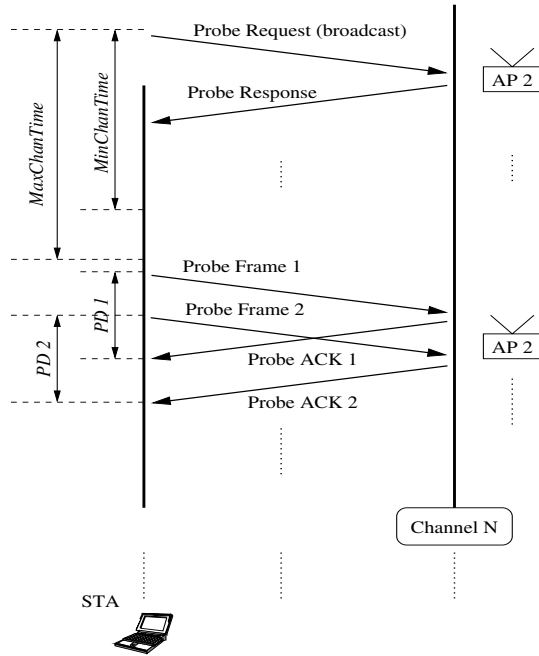 Probe Request (broadcast)
AP 2
Probe Response
MaxChanTime
MinChanTime
Probe Frame 1
PD 1
Probe Frame 2
AP 2
PD 2
Probe ACK 1
Probe ACK 2
Channel N
STA